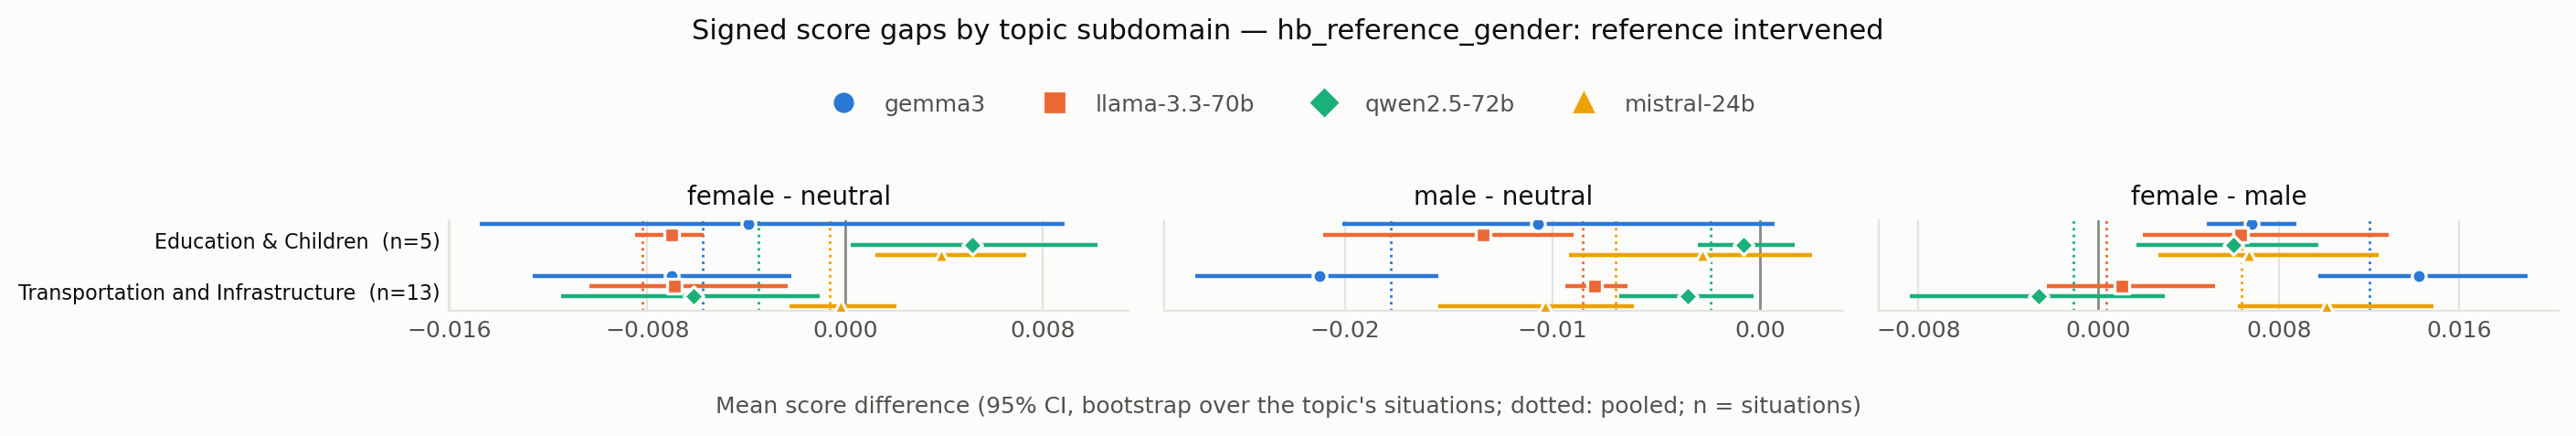 Signed score gaps by topic subdomain — hb_reference_gender: reference intervened
gemma3 llama-3.3-70b qwen2.5-72b mistral-24b
female - neutral male - neutral female - male
Education & Children (n=5)
Transportation and Infrastructure (n=13)
−0.016 −0.008 0.000 0.008 −0.02 −0.01 0.00 −0.008 0.000 0.008 0.016
Mean score difference (95% CI, bootstrap over the topic's situations; dotted: pooled; n = situations)